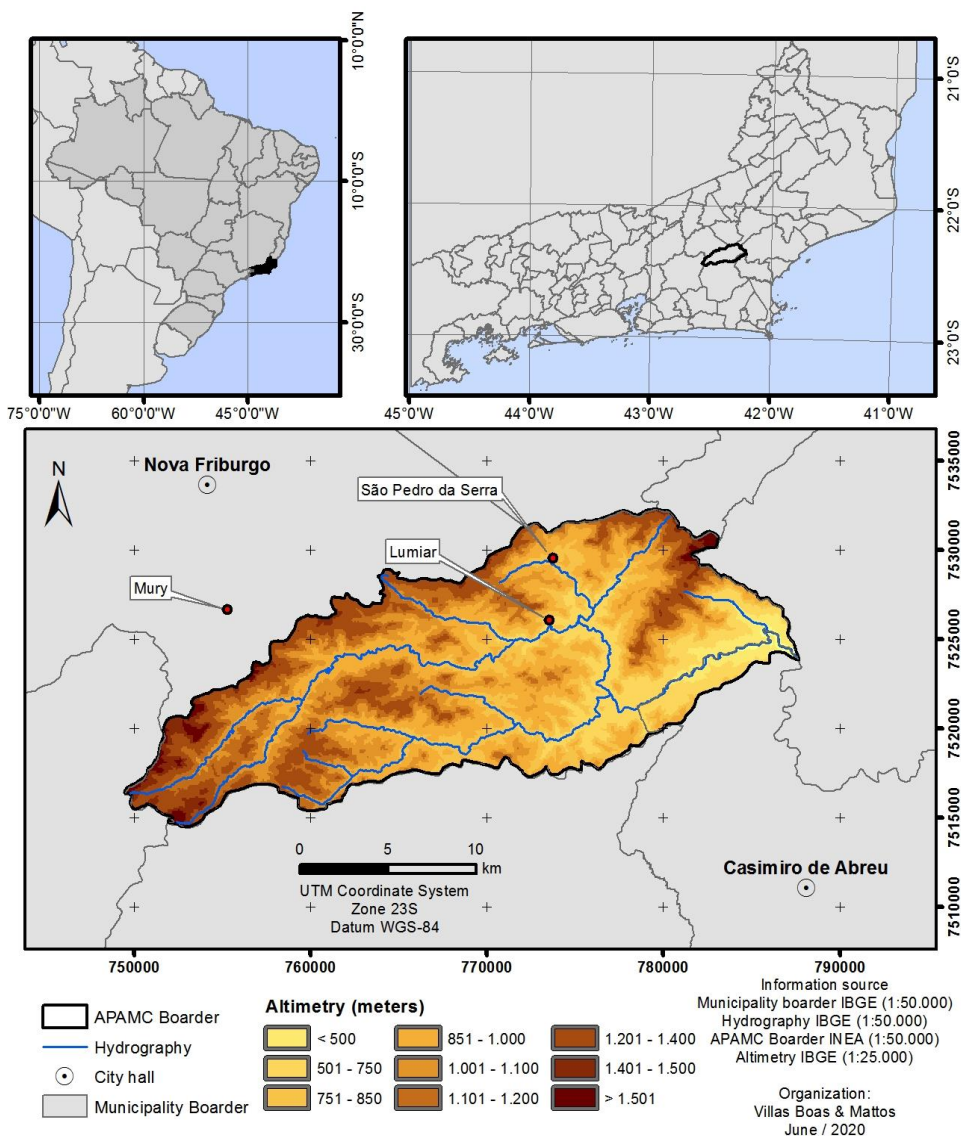 10°0'0"N
10°0'0"S
30°0'0"S
75°0'0"W
60°0'0"W
45°0'0"W
21°0'S
22°0'S
23°0'S
45°0'W
44°0'W
43°0'W
42°0'W
41°0'W
N
Nova Friburgo
São Pedro da Serra
Lumiar
Mury
Casimiro de Abreu
0
5
10
km
UTM Coordinate System
Zone 23S
Datum WGS-84
7535000
7530000
7525000
7520000
7515000
7510000
750000
760000
770000
780000
790000
APAMC Boarder
Hydrography
City hall
Municipality Boarder
Altimetry (meters)
< 500
501 - 750
751 - 850
851 - 1.000
1.001 - 1.100
1.101 - 1.200
1.201 - 1.400
1.401 - 1.500
> 1.501
Information source
Municipality boarder IBGE (1:50.000)
Hydrography IBGE (1:50.000)
APAMC Boarder INEA (1:50.000)
Altimetry IBGE (1:25.000)
Organization:
Villas Boas & Mattos
June / 2020